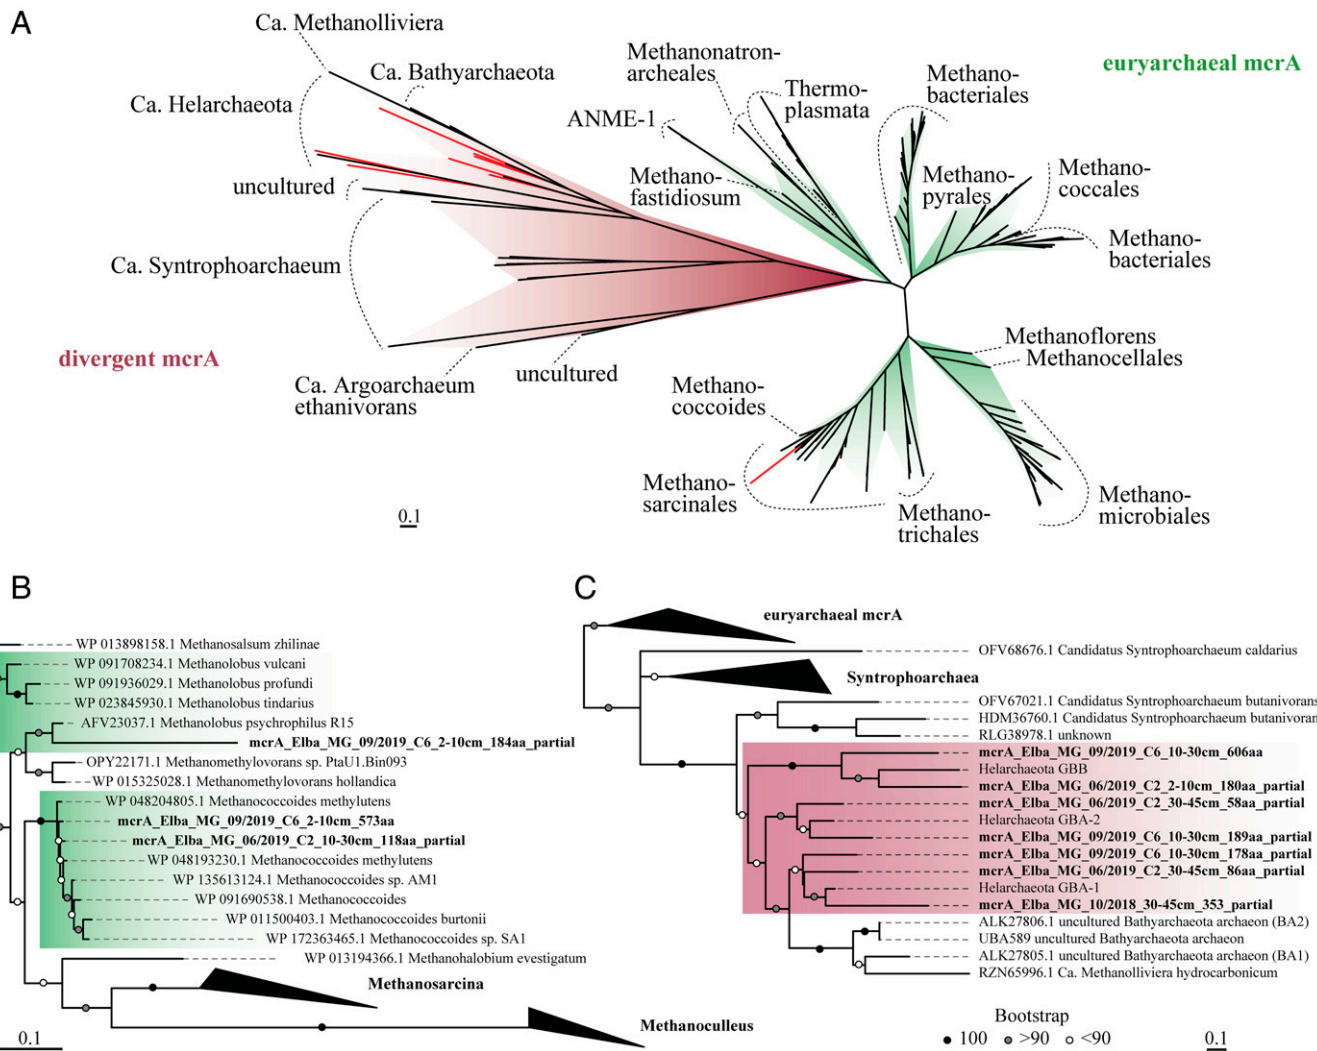 A
Ca. Methanolliviera
Ca. Bathyarchaeota
Ca. Helarchaeota
uncultured
Ca. Syntrophoarchaeum
divergent mcrA
Ca. Argoarchaeum
ethanivorans
uncultured
0.1
Methanonatron-
archeales
ANME-1
Thermo-
plasmata
Methano-
fastidiosum
Methano-
bacteriales
euryarchaeal mcrA
Methano-
pyrales
Methano-
coccales
Methano-
bacteriales
Methanoflorens
Methanocellales
Methano-
coccoides
Methano-
sarcinales
Methano-
trichales
Methano-
microbiales
B
WP 013898158.1 Methanosalsum zhilinae
WP 091708234.1 Methanolobus vulcani
WP 091936029.1 Methanolobus profundi
WP 023845930.1 Methanolobus tindarius
AFV23037.1 Methanolobus psychrophilus R15
mcrA_Elba_MG_09/2019_C6_2-10cm_184aa_partial
OPY22171.1 Methanomethylovorans sp. PtaU1.Bin093
WP 015325028.1 Methanomethylovorans hollandica
WP 048204805.1 Methanococcoides methylutens
mcrA_Elba_MG_09/2019_C6_2-10cm_573aa
mcrA_Elba_MG_06/2019_C2_10-30cm_118aa_partial
WP 048193230.1 Methanococcoides methylutens
WP 135613124.1 Methanococcoides sp. AM1
WP 091690538.1 Methanococcoides
WP 011500403.1 Methanococcoides burtonii
WP 172363465.1 Methanococcoides sp. SA1
WP 013194366.1 Methanohalobium evestigatum
Methanosarcina
Methanoculleus
0.1
C
euryarchaeal mcrA
OFV68676.1 Candidatus Syntrophoarchaeum caldarius
Syntrophoarchaea
OFV67021.1 Candidatus Syntrophoarchaeum butanivorans
HDM36760.1 Candidatus Syntrophoarchaeum butanivoran
RLG38978.1 unknown
mcrA_Elba_MG_09/2019_C6_10-30cm_606aa
Helarchaeota GBB
mcrA_Elba_MG_06/2019_C2_2-10cm_180aa_partial
mcrA_Elba_MG_06/2019_C2_30-45cm_58aa_partial
Helarchaeota GBA-2
mcrA_Elba_MG_09/2019_C6_10-30cm_189aa_partial
mcrA_Elba_MG_09/2019_C6_10-30cm_178aa_partial
mcrA_Elba_MG_06/2019_C2_30-45cm_86aa_partial
Helarchaeota GBA-1
mcrA_Elba_MG_10/2018_30-45cm_353_partial
ALK27806.1 uncultured Bathyarchaeota archaeon (BA2)
UBA589 uncultured Bathyarchaeota archaeon
ALK27805.1 uncultured Bathyarchaeota archaeon (BA1)
RZN65996.1 Ca. Methanolliviera hydrocarbonicum
Bootstrap
100 >90 <90
0.1